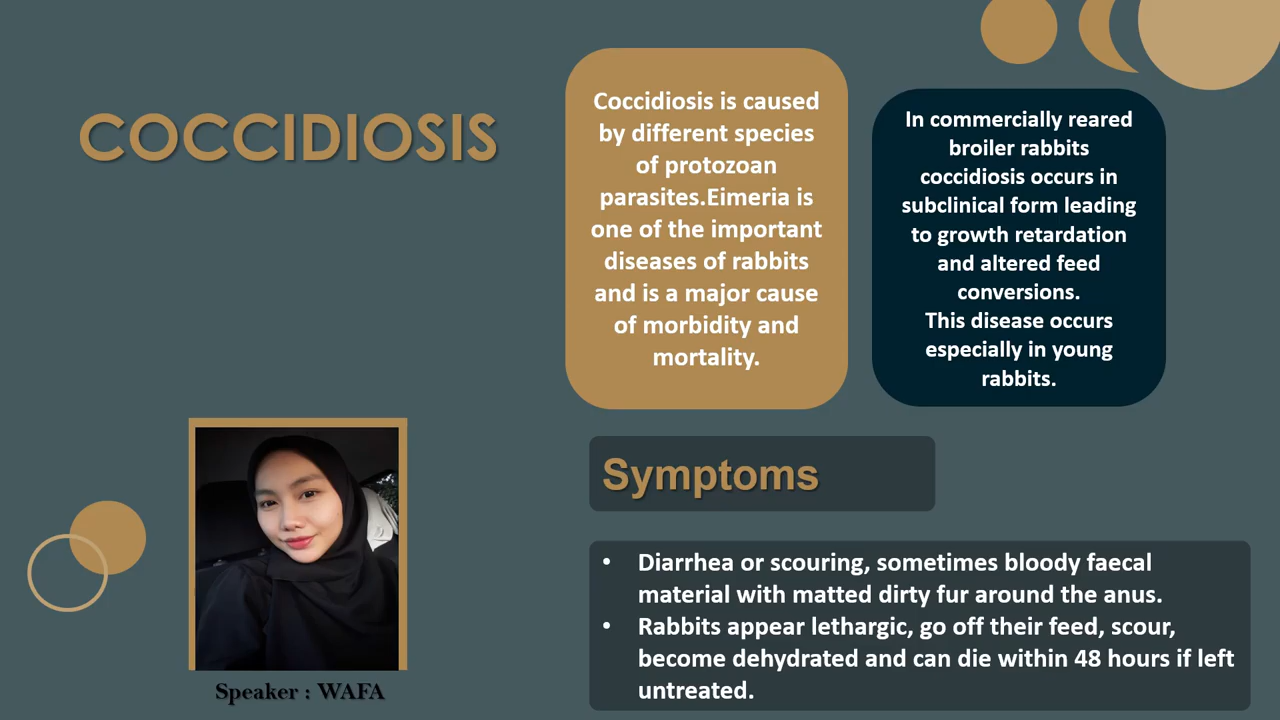 COCCIDIOSIS
Coccidiosis is caused
by different species
of protozoan
parasites.Eimeria is
one of the important
diseases of rabbits
and is a major cause
of morbidity and
mortality.
In commercially reared
broiler rabbits
coccidiosis occurs in
subclinical form leading
to growth retardation
and altered feed
conversions.
This disease occurs
especially in young
rabbits.
Symptoms
• Diarrhea or scouring, sometimes bloody faecal
material with matted dirty fur around the anus.
• Rabbits appear lethargic, go off their feed, scour,
become dehydrated and can die within 48 hours if left
untreated.
Speaker : WAFA